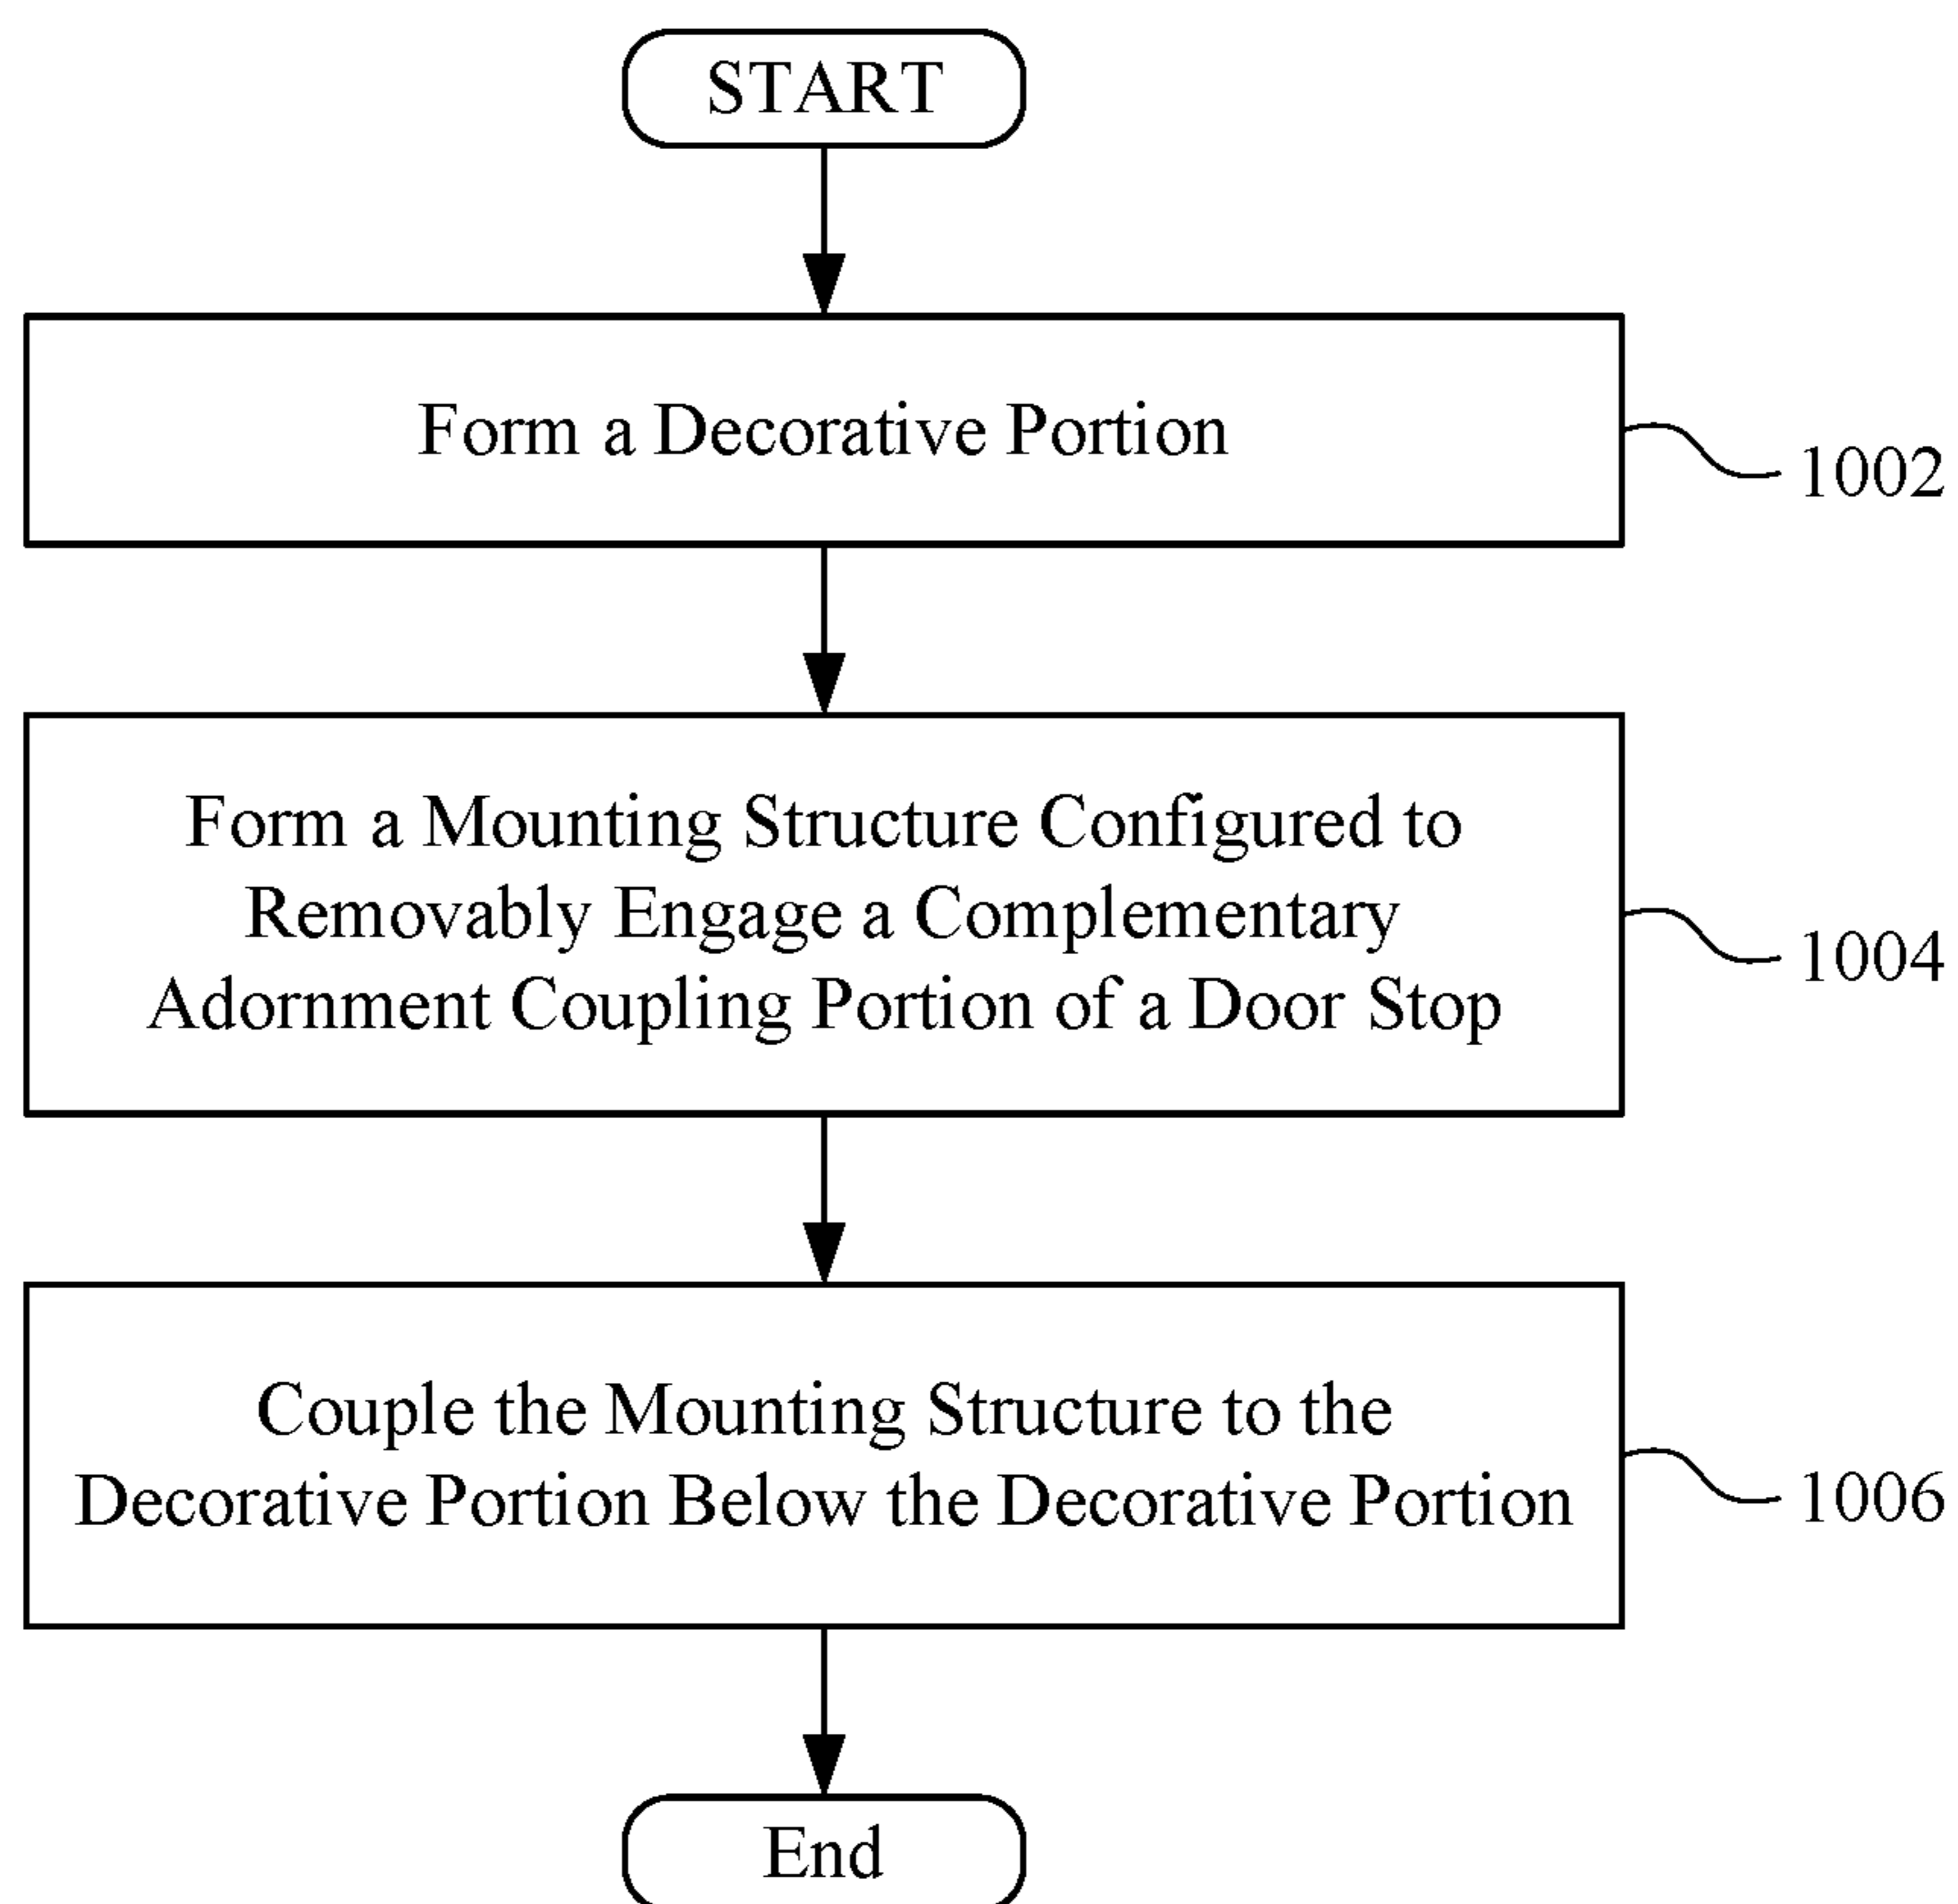 START
Form a Decorative Portion
1002
Form a Mounting Structure Configured to
Removably Engage a Complementary
Adornment Coupling Portion of a Door Stop
1004
Couple the Mounting Structure to the
Decorative Portion Below the Decorative Portion
1006
End